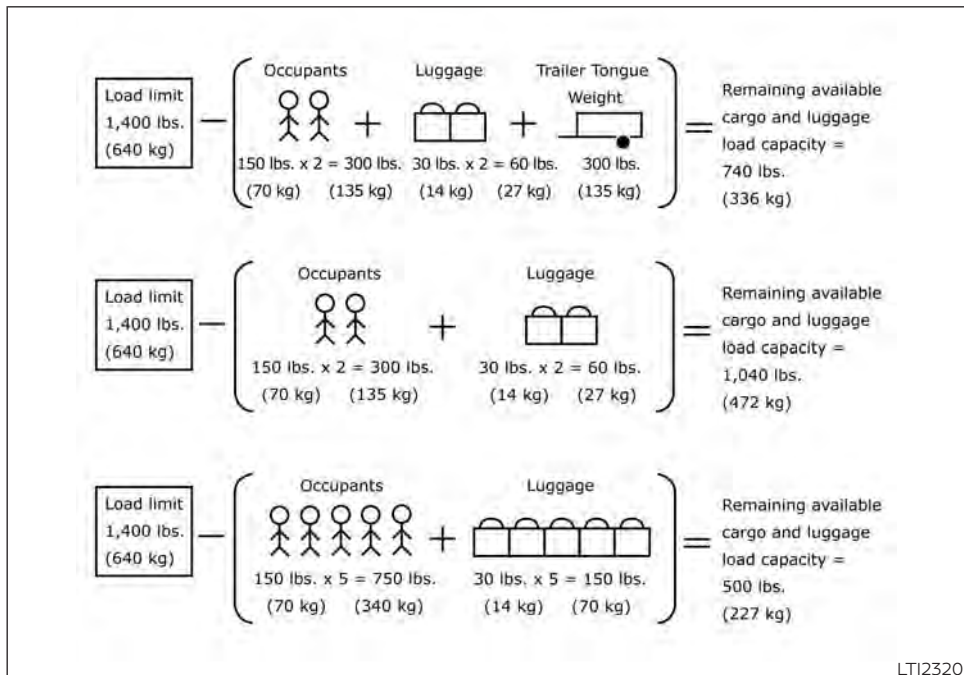 Occupants Luggage Trailer Tongue
Weight
Load limit
1,400 lbs.
(640 kg)
150 lbs. x 2 = 300 lbs. 30 lbs. x 2 = 60 lbs. 300 lbs.
(70 kg) (135 kg) (14 kg) (27 kg) (135 kg)
Remaining available
cargo and luggage
load capacity =
740 lbs.
(336 kg)
Occupants Luggage
Load limit
1,400 lbs.
(640 kg)
150 lbs. x 2 = 300 lbs. 30 lbs. x 2 = 60 lbs.
(70 kg) (135 kg) (14 kg) (27 kg)
Remaining available
cargo and luggage
load capacity =
1,040 lbs.
(472 kg)
Occupants Luggage
Load limit
1,400 lbs.
(640 kg)
150 lbs. x 5 = 750 lbs. 30 lbs. x 5 = 150 lbs.
(70 kg) (340 kg) (14 kg) (70 kg)
Remaining available
cargo and luggage
load capacity =
500 lbs.
(227 kg)
LTI2320